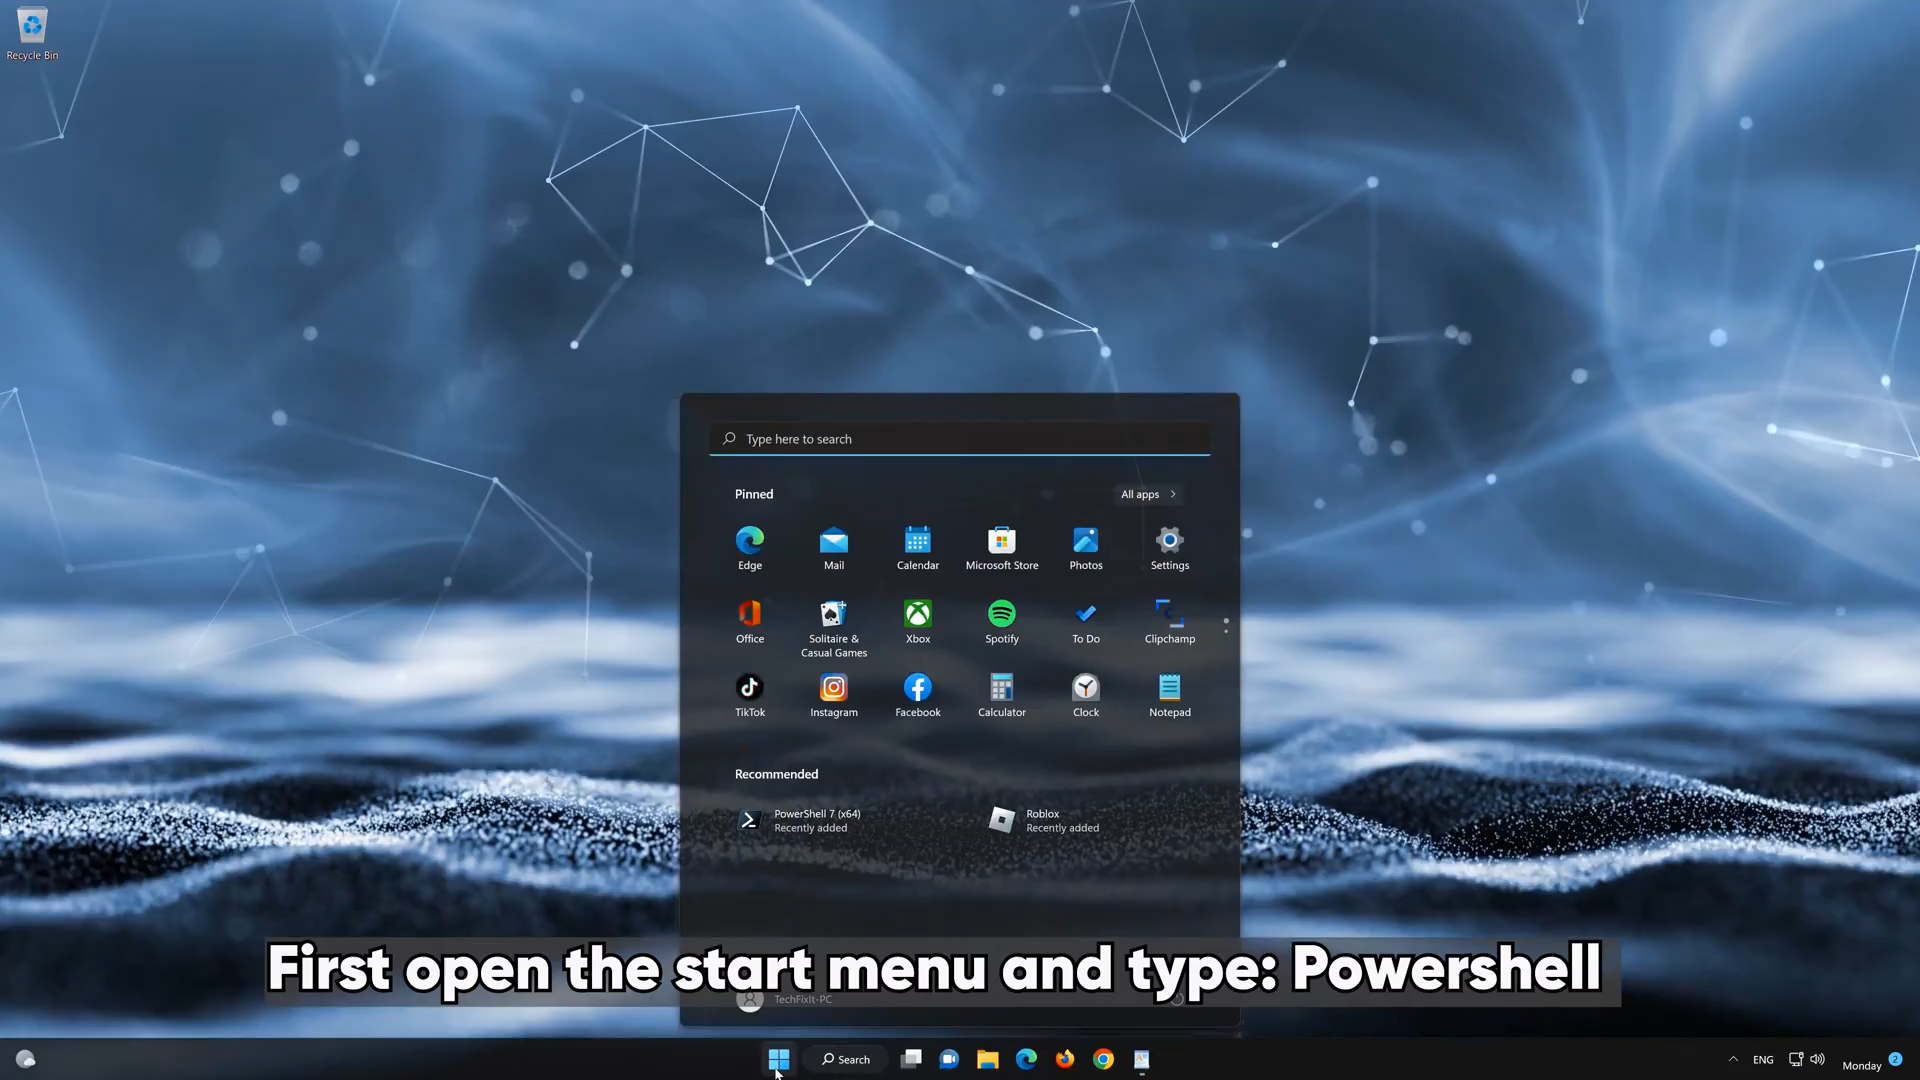 Recycle Bin
Type here to search
Pinned
All apps
Edge
Mail
Calendar
Microsoft Store
Photos
Settings
Office
Solitaire &
Casual Games
Xbox
Spotify
To Do
Clipchamp
TikTok
Instagram
Facebook
Calculator
Clock
Notepad
Recommended
PowerShell 7 (x64)
Recently added
Roblox
Recently added
First open the start menu and type: Powershell
TechFixIt-PC
Search
ENG
Monday
2